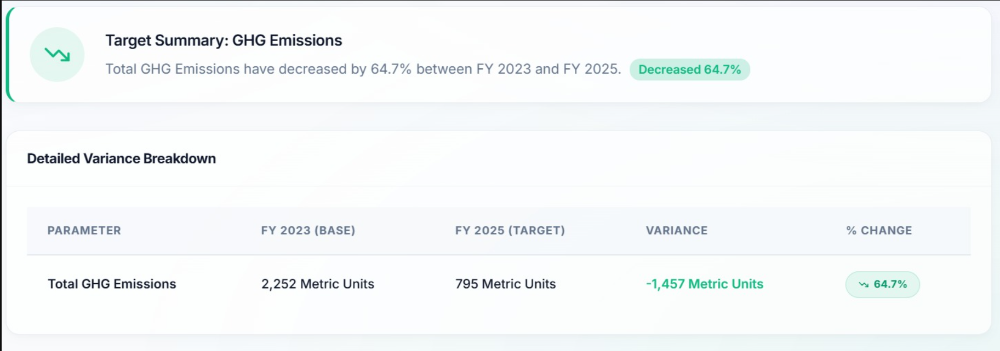 Target Summary: GHG Emissions
Total GHG Emissions have decreased by 64.7% between FY 2023 and FY 2025. Decreased 64.7%
Detailed Variance Breakdown
PARAMETER FY 2023 (BASE) FY 2025 (TARGET) VARIANCE % CHANGE
Total GHG Emissions 2,252 Metric Units 795 Metric Units -1,457 Metric Units 64.7%